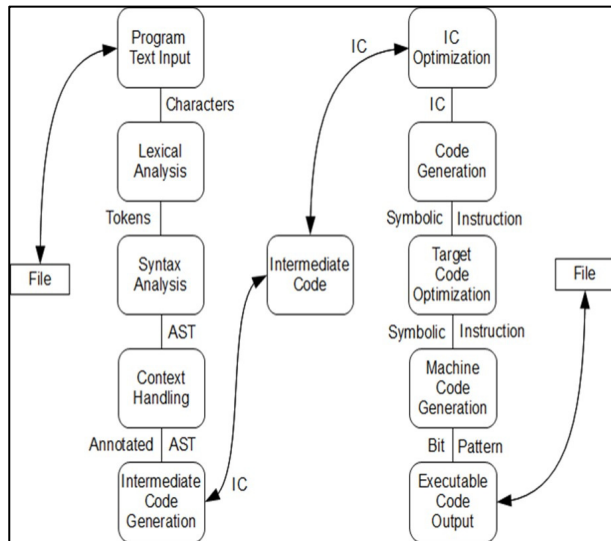 Program
Text Input
Characters
Lexical
Analysis
Tokens
File
Syntax
Analysis
AST
Context
Handling
Annotated AST
Intermediate
Code
Generation
IC
Intermediate
Code
IC
IC
Optimization
IC
Code
Generation
Symbolic Instruction
Target
Code
Optimization
Symbolic Instruction
Machine
Code
Generation
Bit Pattern
Executable
Code
Output
File